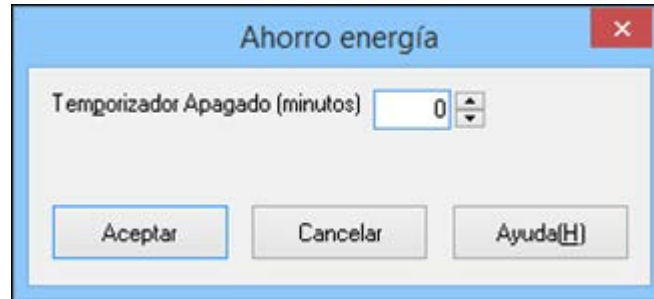 Ahorro energía
Temporizador Apagado (minutos) 0
Aceptar Cancelar Ayuda(H)